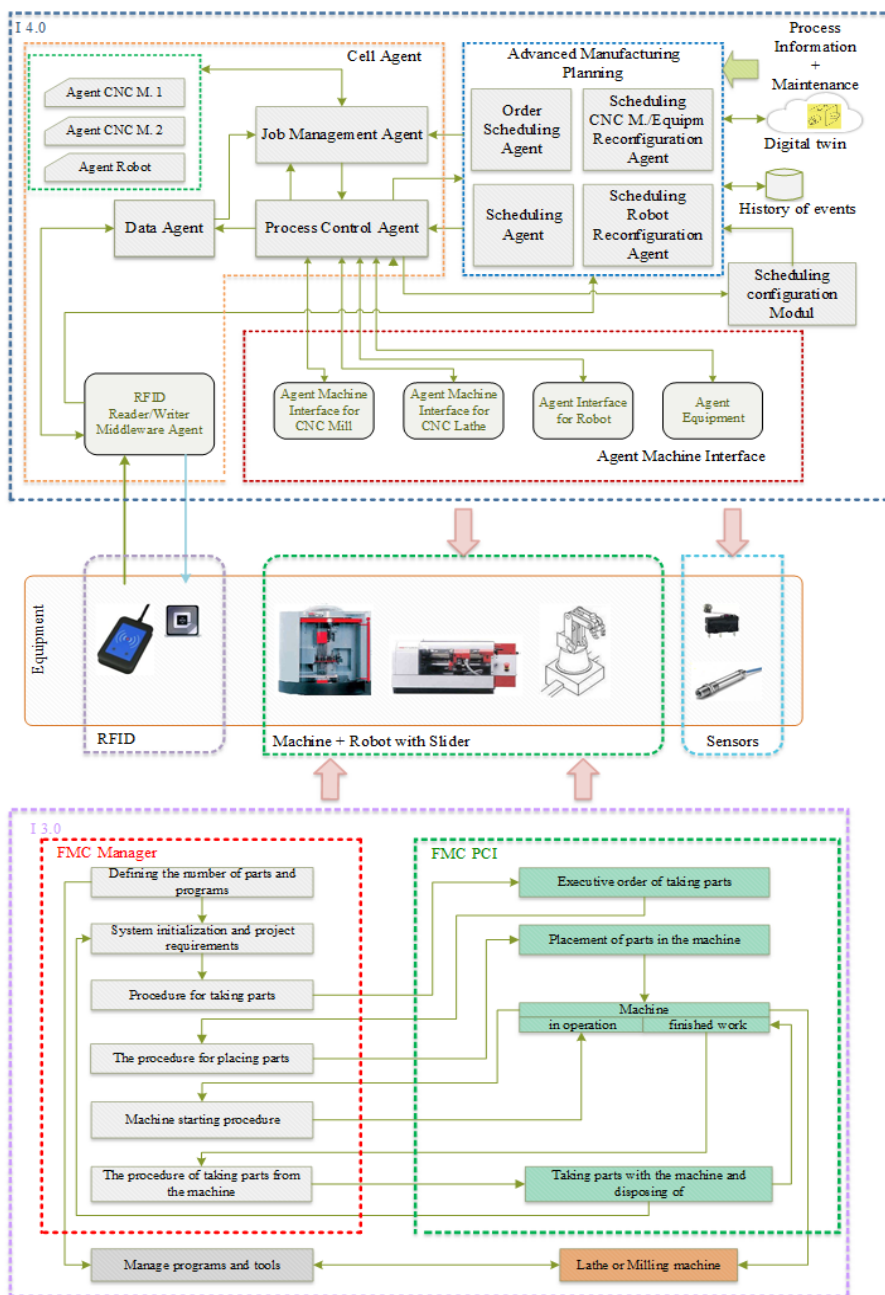 I 4.0
Cell Agent
Agent CNC M. 1
Agent CNC M. 2
Agent Robot
Job Management Agent
Data Agent
Process Control Agent
Advanced Manufacturing
Planning
Order
Scheduling
Agent
Scheduling
CNC M./Equipm
Reconfiguration
Agent
Scheduling
Agent
Scheduling
Robot
Reconfiguration
Agent
Process
Information
+
Maintenance
Digital twin
History of events
Scheduling
configuration
Modul
RFID
Reader/Writer
Middleware Agent
Agent Machine
Interface for
CNC Mill
Agent Machine
Interface for
CNC Lathe
Agent Interface
for Robot
Agent
Equipment
Agent Machine Interface
Equipment
RFID
Machine + Robot with Slider
Sensors
I 3.0
FMC Manager
Defining the number of parts and
programs
System initialization and project
requirements
Procedure for taking parts
The procedure for placing parts
Machine starting procedure
The procedure of taking parts from
the machine
FMC PCI
Executive order of taking parts
Placement of parts in the machine
Machine
in operation
finished work
Taking parts with the machine and
disposing of
Manage programs and tools
Lathe or Milling machine